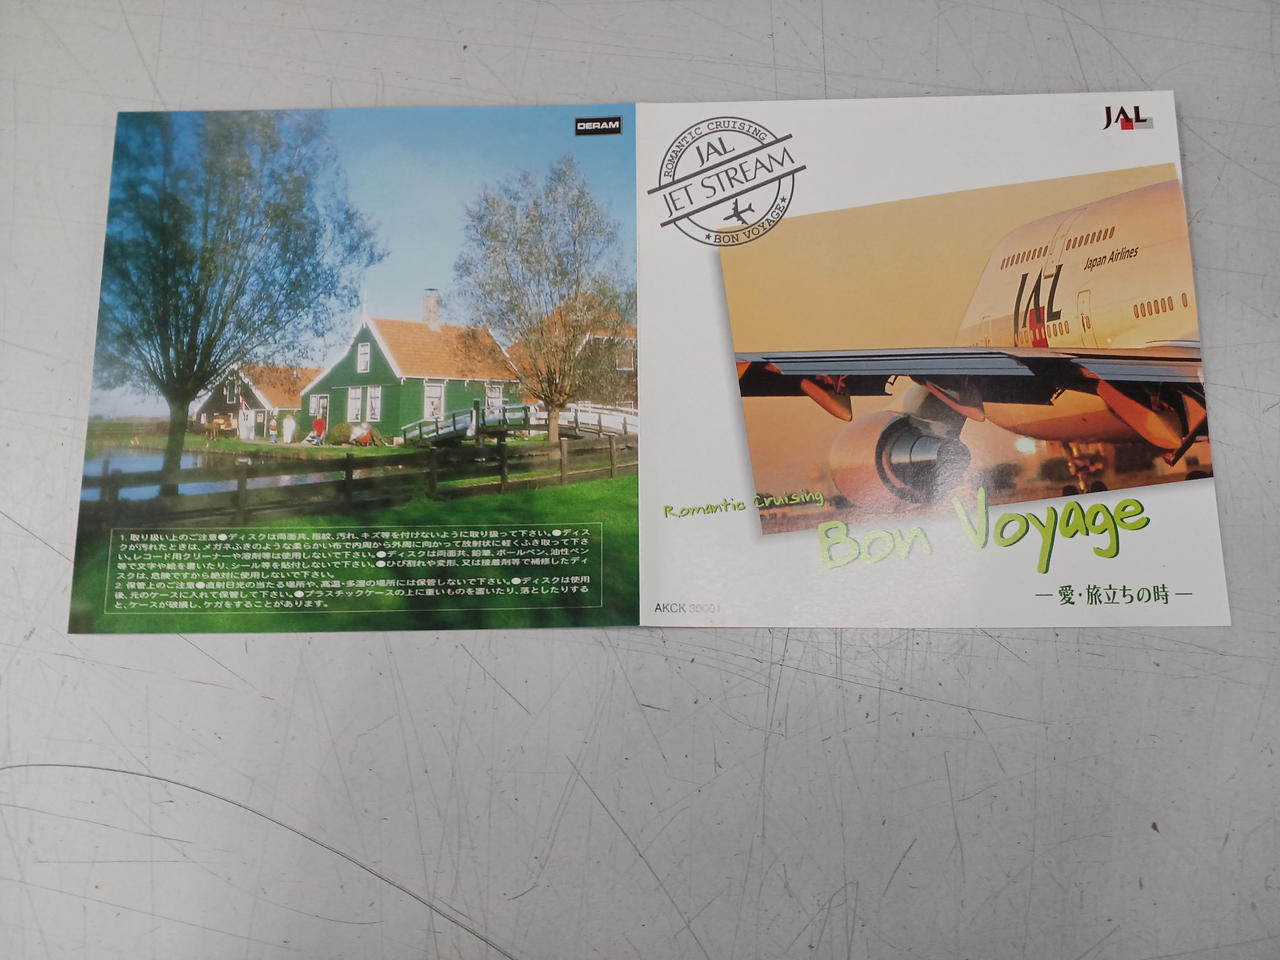 DERAM
1. 取り扱い上のご注意●ディスクは両面共、指紋、汚れ、キズ等を付けないように取り扱って下さい。●ディス
クが汚れたときは、メガネふきのような柔らかい布で内周から外周に向かって放射状に軽くふき取って下さ
い。レコード用クリーナーや溶剤等は使用しないで下さい。●ディスクは両面共、鉛筆、ボールペン、油性ペン
等で文字や絵を書いたり、シール等を貼付しないで下さい。●ひび割れや変形、又は接着剤等で補修したディ
スクは、危険ですから絶対に使用しないで下さい。
2. 保管上のご注意●直射日光の当たる場所や、高温・多湿の場所には保管しないで下さい。●ディスクは使用
後、元のケースに入れて保管して下さい。●プラスチックケースの上に重いものを置いたり、落としたりする
と、ケースが破損し、ケガをすることがあります。
ROMANTIC CRUISING
JAL
JET STREAM
★BON VOYAGE★
JAL
Japan Airlines
JAL
Romantic Cruising
Bon Voyage
—愛・旅立ちの時—
AKCK 30001